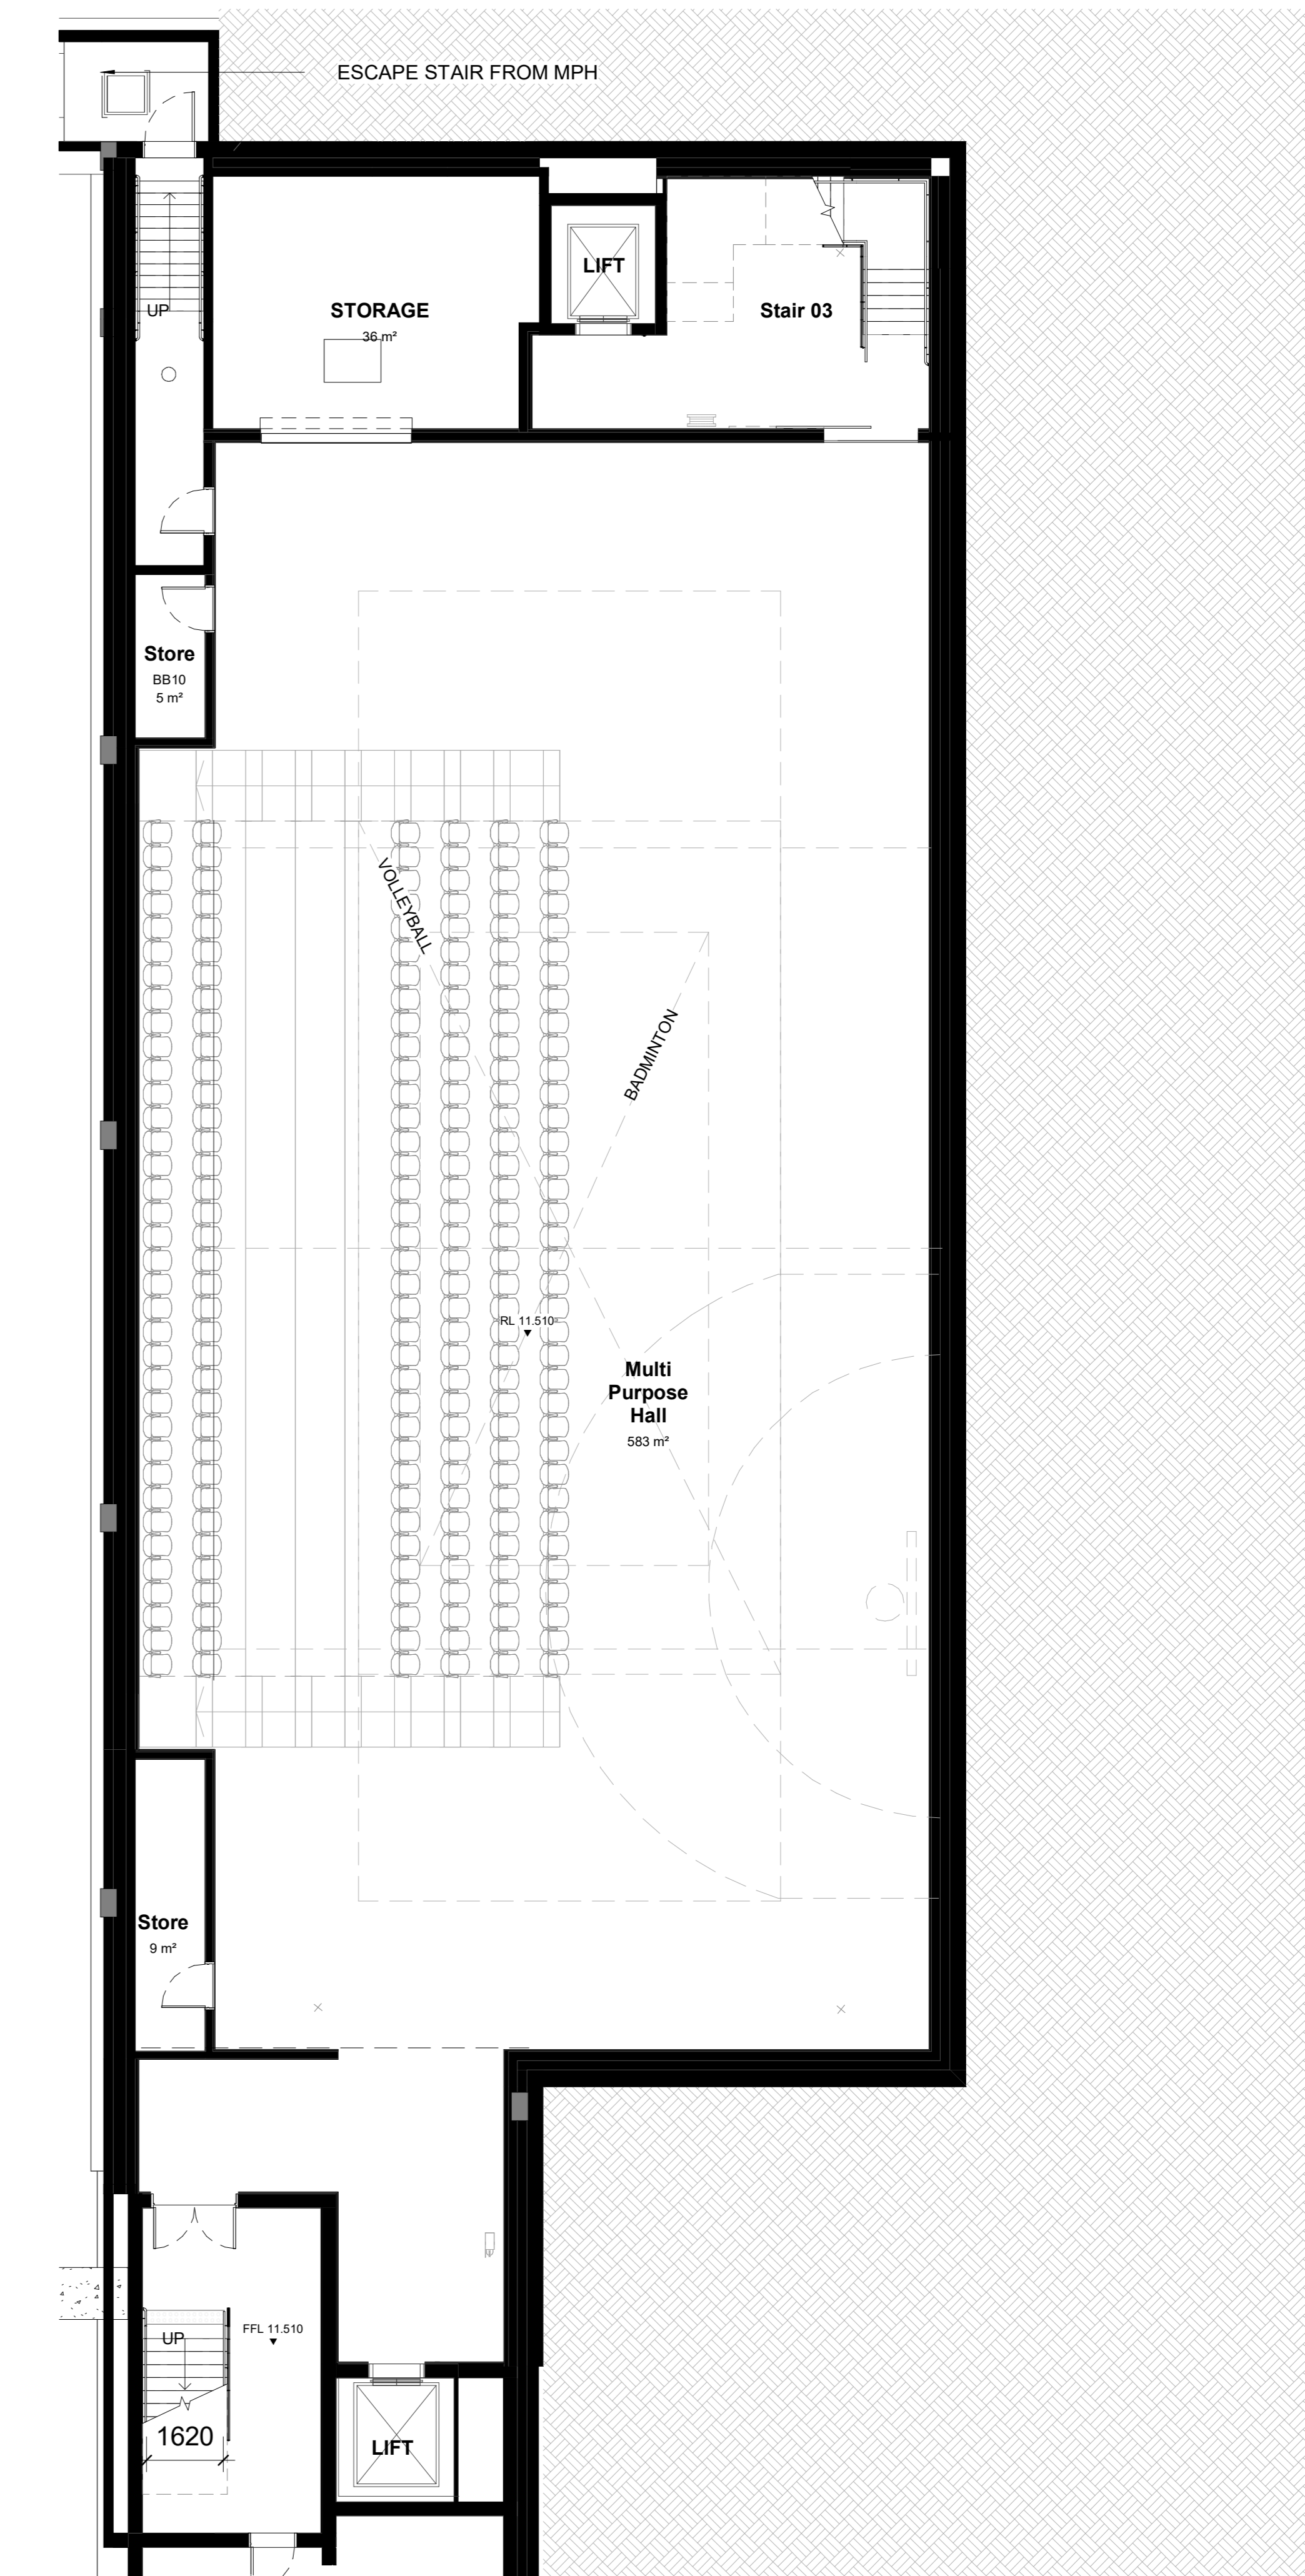 ESCAPE STAIR FROM MPH
LIFT
UP
STORAGE
36 m²
Stair 03
Store
BB10
5 m²
VOLLEYBALL
BADMINTON
RL 11.510
Multi
Purpose
Hall
583 m²
Store
9 m²
UP
FFL 11.510
1620
LIFT